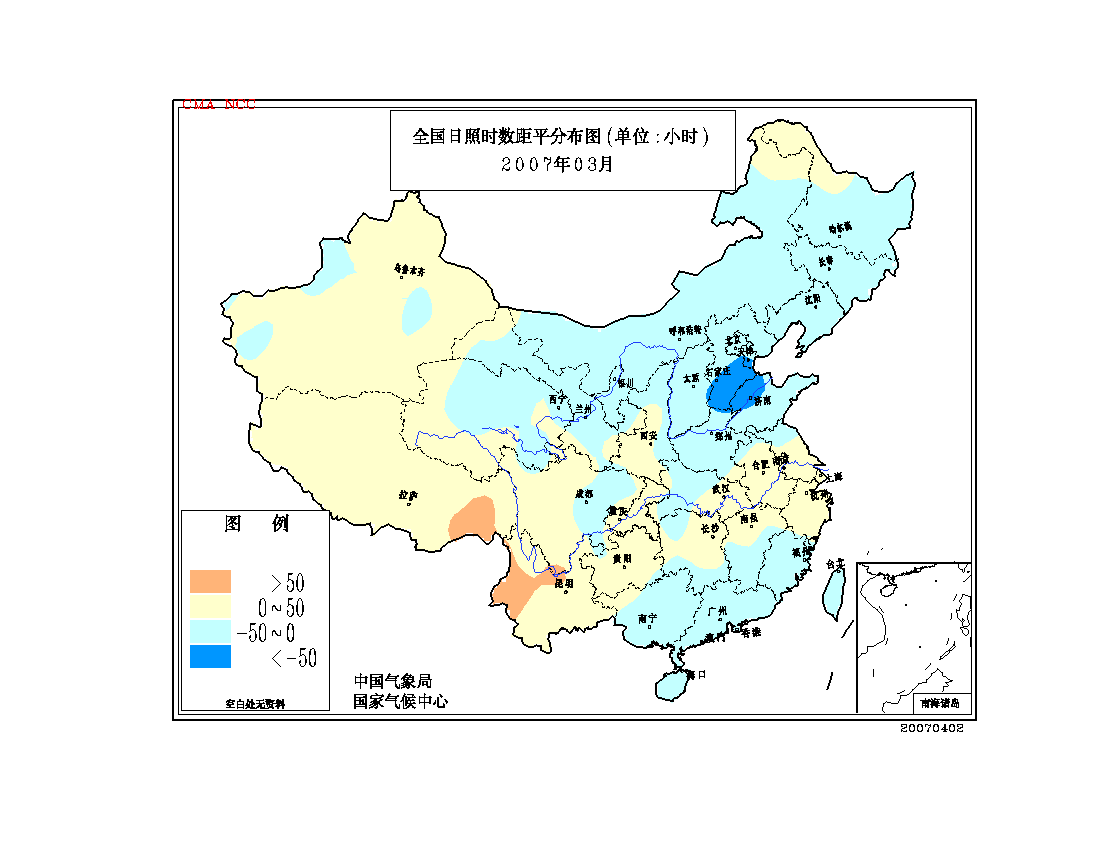 CMA NCC
全国日照时数距平分布图(单位:小时)
2007年03月
哈尔滨
长春
乌鲁木齐
沈阳
呼和浩特
北京
天津
银川
太原
石家庄
西宁
济南
兰州
西安
郑州
合肥
南京
上海
拉萨
成都
武汉
杭州
重庆
长沙
南昌
贵阳
福州
台北
昆明
南宁
广州
澳门
香港
海口
图 例
>50
0~50
-50~0
<-50
空白处无资料
中国气象局
国家气候中心
南海诸岛
20070402